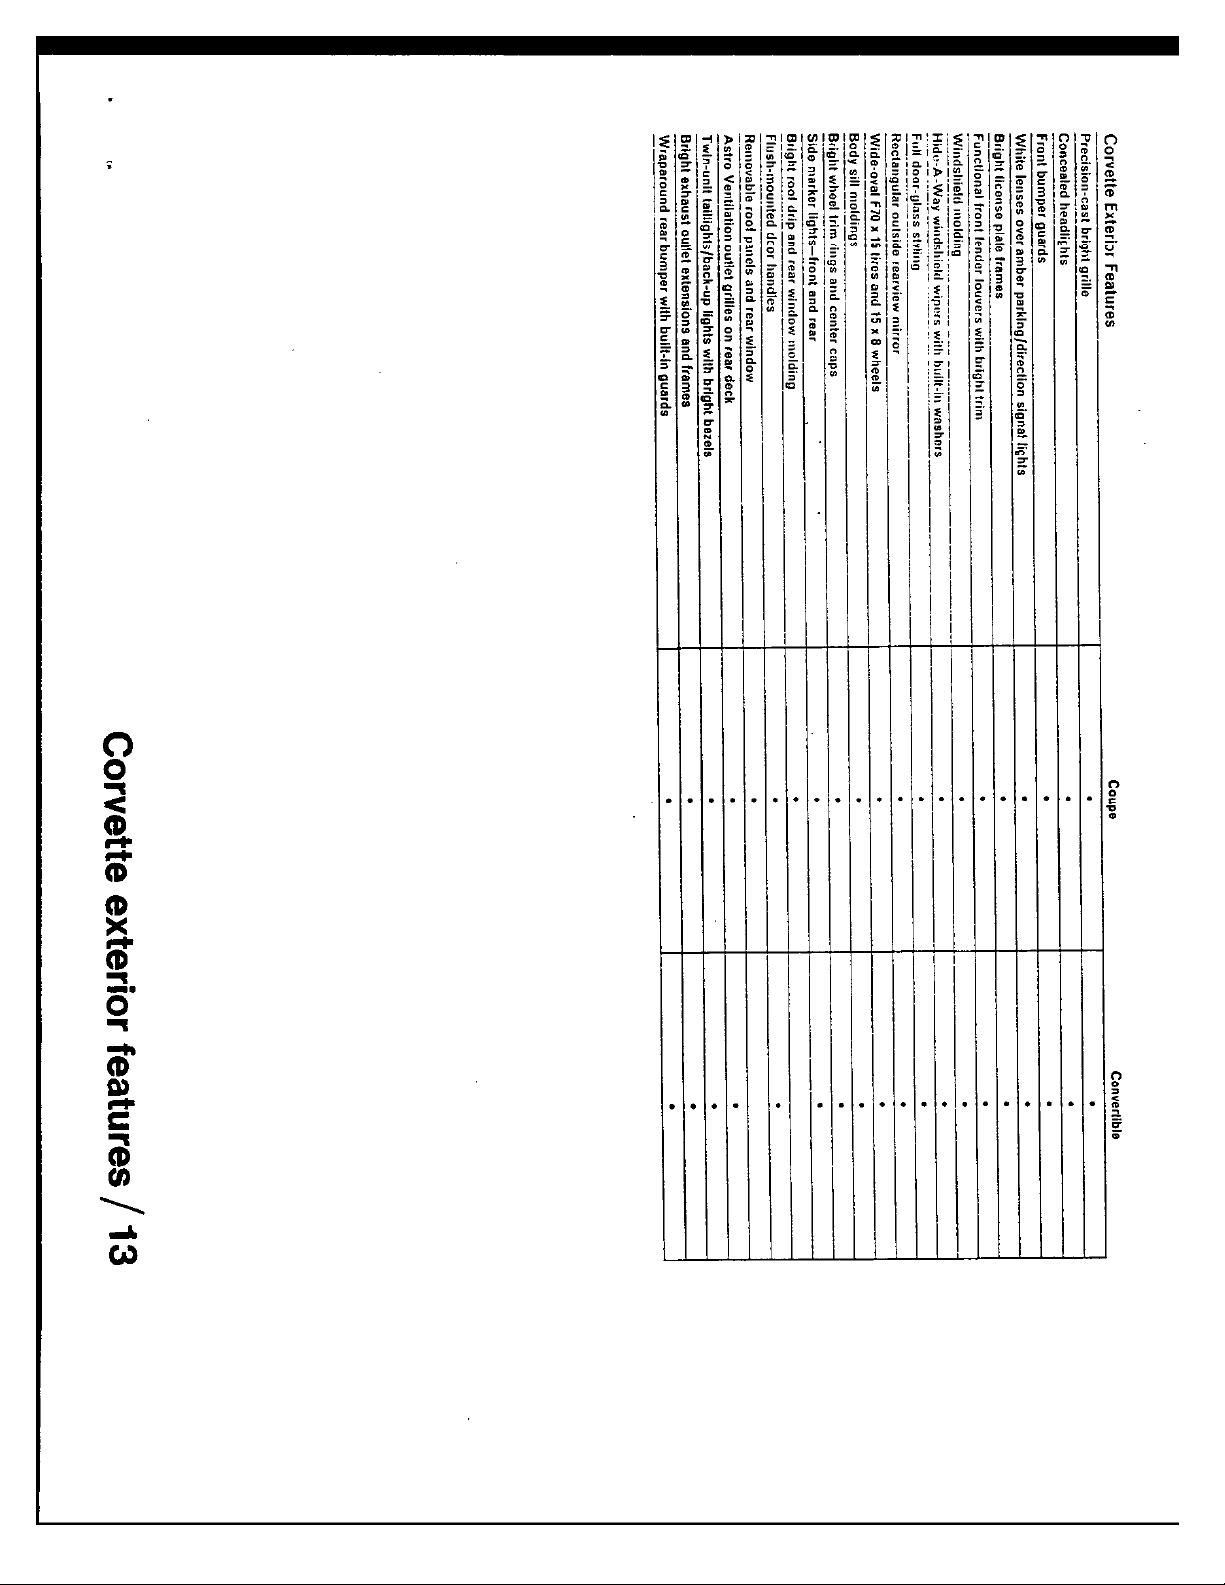 Corvette Exterior Features Coupe Convertible
Precision-cast bright grille • •
Concealed headlights • •
Front bumper guards • •
White lenses over amber parking/direction signal lights • •
Bright license plate frames • •
Functional front fender louvers with bright trim • •
Windshield molding • •
Hide-A-Way windshield wipers with built-in washers • •
Full door-glass styling • •
Rectangular outside rearview mirror • •
Wide-oval F70 x 15 tires and 15 x 8 wheels • •
Body sill moldings • •
Bright wheel trim rings and center caps • •
Side marker lights—front and rear • •
Bright roof drip and rear window molding •
Flush-mounted door handles • •
Removable roof panels and rear window •
Astro Ventilation outlet grilles on rear deck • •
Twin-unit taillights/back-up lights with bright bezels • •
Bright exhaust outlet extensions and frames • •
Wraparound rear bumper with built-in guards • •
Corvette exterior features / 13